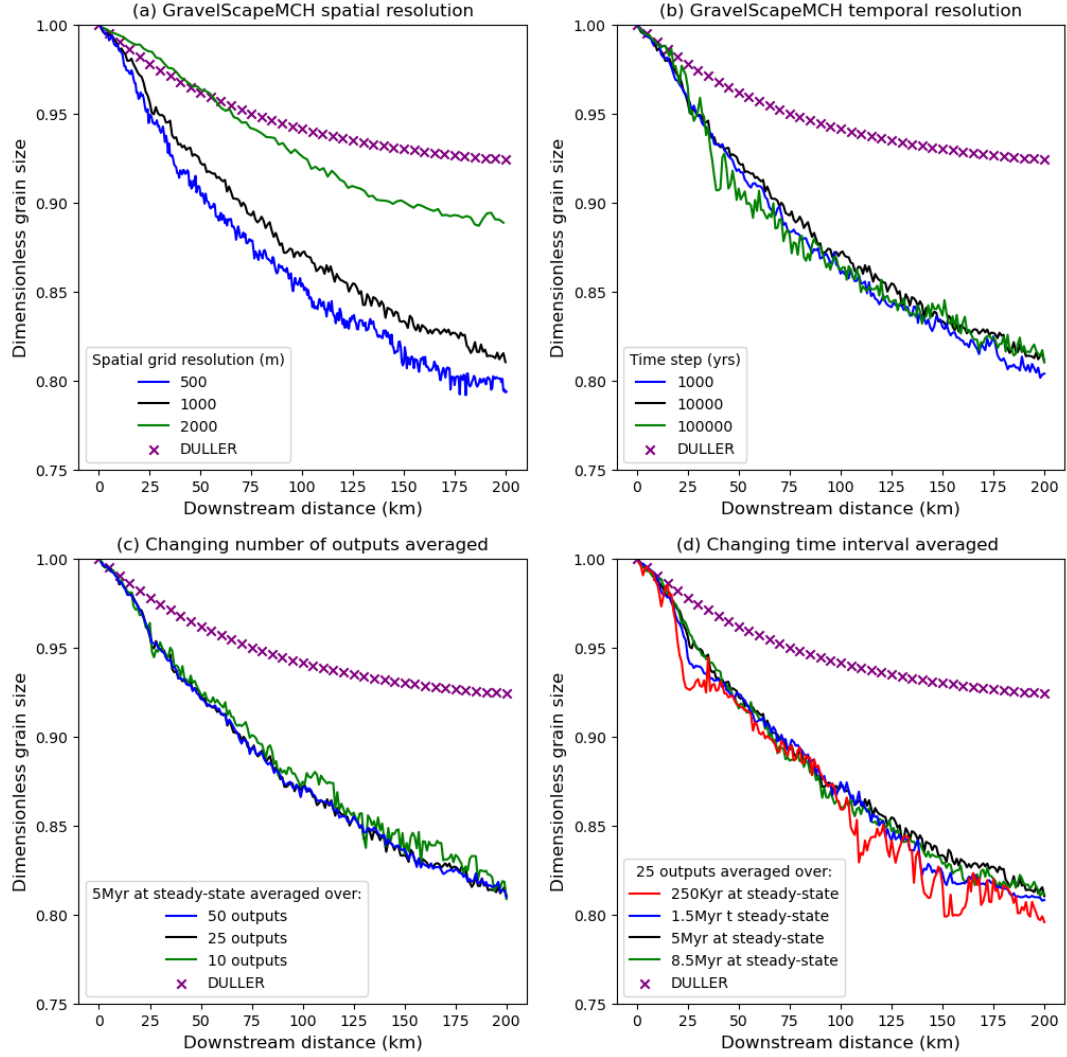 (a) GravelScapeMCH spatial resolution
Dimensionless grain size
1.00
0.95
0.90
0.85
0.80
0.75
Spatial grid resolution (m)
500
1000
2000
DULLER
0 25 50 75 100 125 150 175 200
Downstream distance (km)
(b) GravelScapeMCH temporal resolution
Dimensionless grain size
1.00
0.95
0.90
0.85
0.80
0.75
Time step (yrs)
1000
10000
100000
DULLER
0 25 50 75 100 125 150 175 200
Downstream distance (km)
(c) Changing number of outputs averaged
Dimensionless grain size
1.00
0.95
0.90
0.85
0.80
0.75
5Myr at steady-state averaged over:
50 outputs
25 outputs
10 outputs
DULLER
0 25 50 75 100 125 150 175 200
Downstream distance (km)
(d) Changing time interval averaged
Dimensionless grain size
1.00
0.95
0.90
0.85
0.80
0.75
25 outputs averaged over:
250Kyr at steady-state
1.5Myr t steady-state
5Myr at steady-state
8.5Myr at steady-state
DULLER
0 25 50 75 100 125 150 175 200
Downstream distance (km)